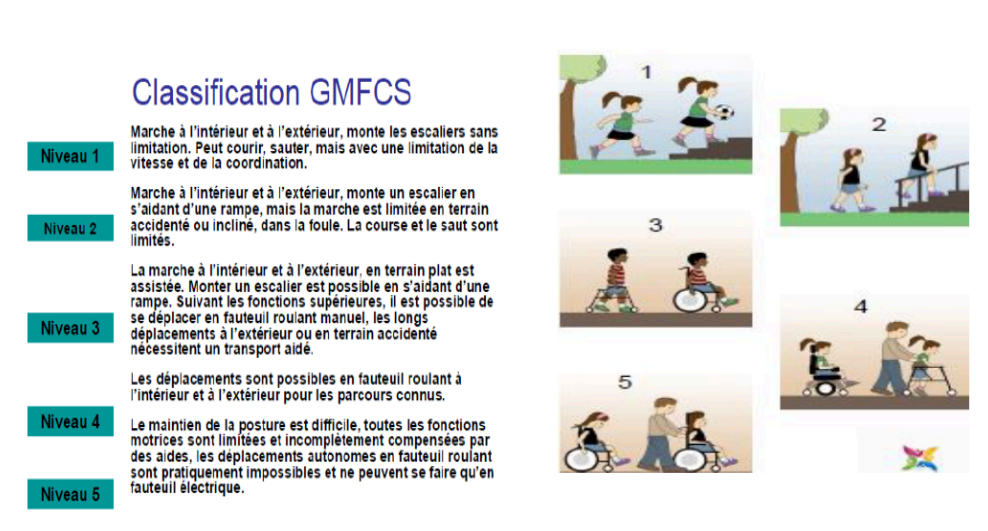 Classification GMFCS
Niveau 1
Marche à l'intérieur et à l'extérieur, monte les escaliers sans
limitation. Peut courir, sauter, mais avec une limitation de la
vitesse et de la coordination.
Niveau 2
Marche à l'intérieur et à l'extérieur, monte un escalier en
s'aidant d'une rampe, mais la marche est limitée en terrain
accidenté ou incliné, dans la foule. La course et le saut sont
limités.
Niveau 3
La marche à l'intérieur et à l'extérieur, en terrain plat est
assistée. Monter un escalier est possible en s'aidant d'une
rampe. Suivant les fonctions supérieures, il est possible de
se déplacer en fauteuil roulant manuel, les longs
déplacements à l'extérieur ou en terrain accidenté
nécessitent un transport aidé.
Les déplacements sont possibles en fauteuil roulant à
l'intérieur et à l'extérieur pour les parcours connus.
Niveau 4
Le maintien de la posture est difficile, toutes les fonctions
motrices sont limitées et incomplètement compensées par
des aides, les déplacements autonomes en fauteuil roulant
sont pratiquement impossibles et ne peuvent se faire qu'en
fauteuil électrique.
Niveau 5
1
2
3
4
5